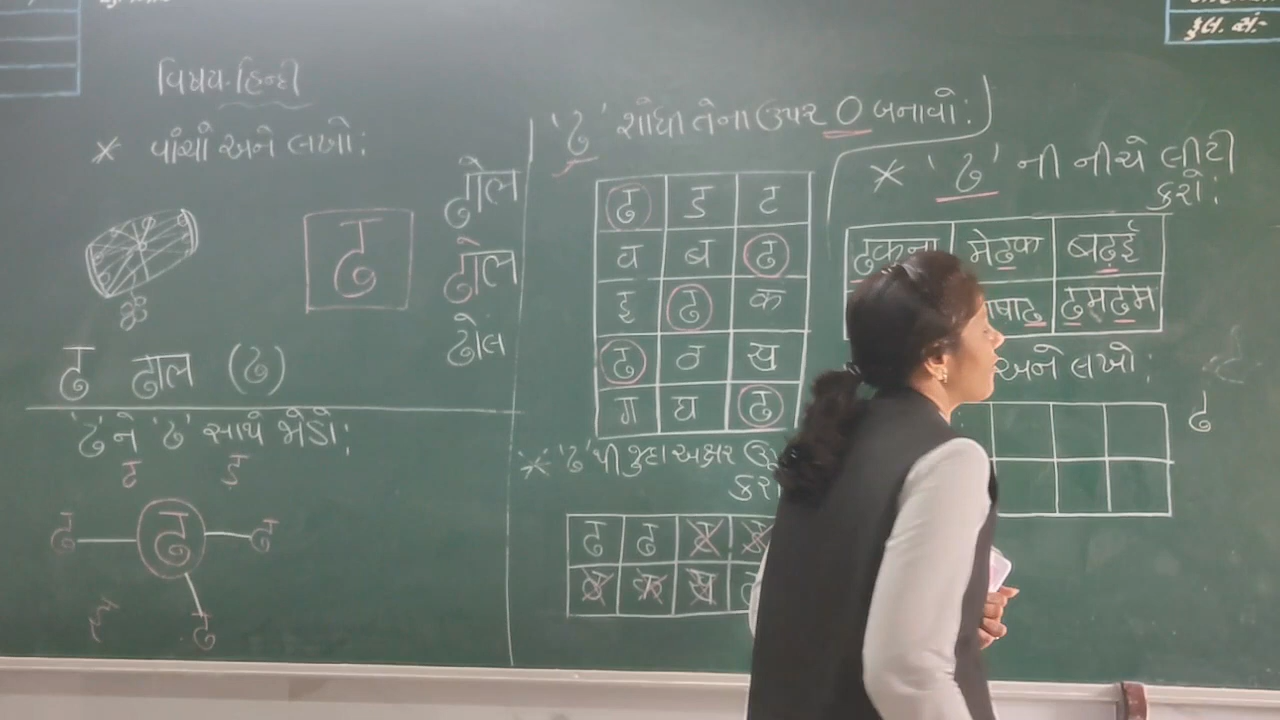 કુલ. સં.-
વિષય-હિન્દી
* વાંચો અને લખો:
ढ
ढोल
ढोल
ઢોલ
ढ ढाल (ઢ)
'ढ' ને 'ઢ' સાથે જોડો:
ट ड
ढ ढ ढ
ढ
'ઢ' શોધી તેના ઉપર O બનાવો:
ढ ड ट
व ब ढ
इ ढ क
ढ ठ ख
ग घ ढ
* 'ઢ' થી જુદા અક્ષર
ढ ढ
* 'ઢ' ની નીચે લીટી
કરો:
ढकना मेढक बढ़ई
ढमढम
અને લખો:
ढ